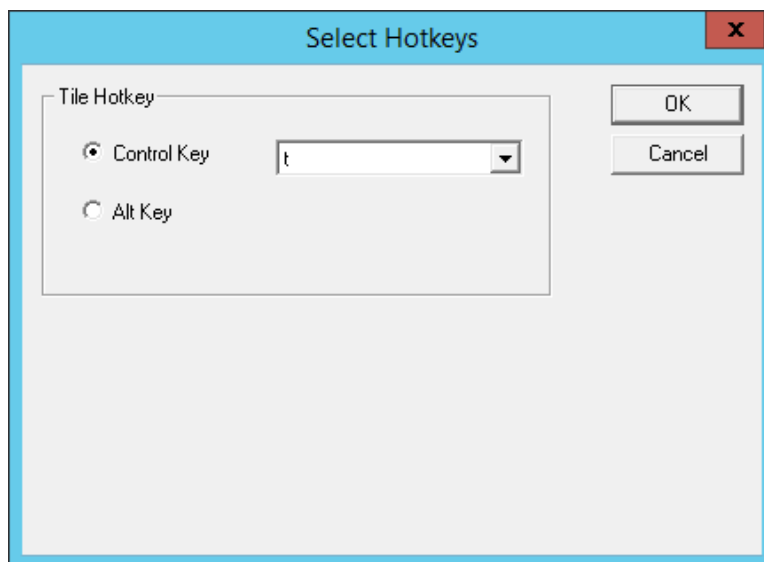 Select Hotkeys
x
Tile Hotkey
Control Key
t
Alt Key
OK
Cancel